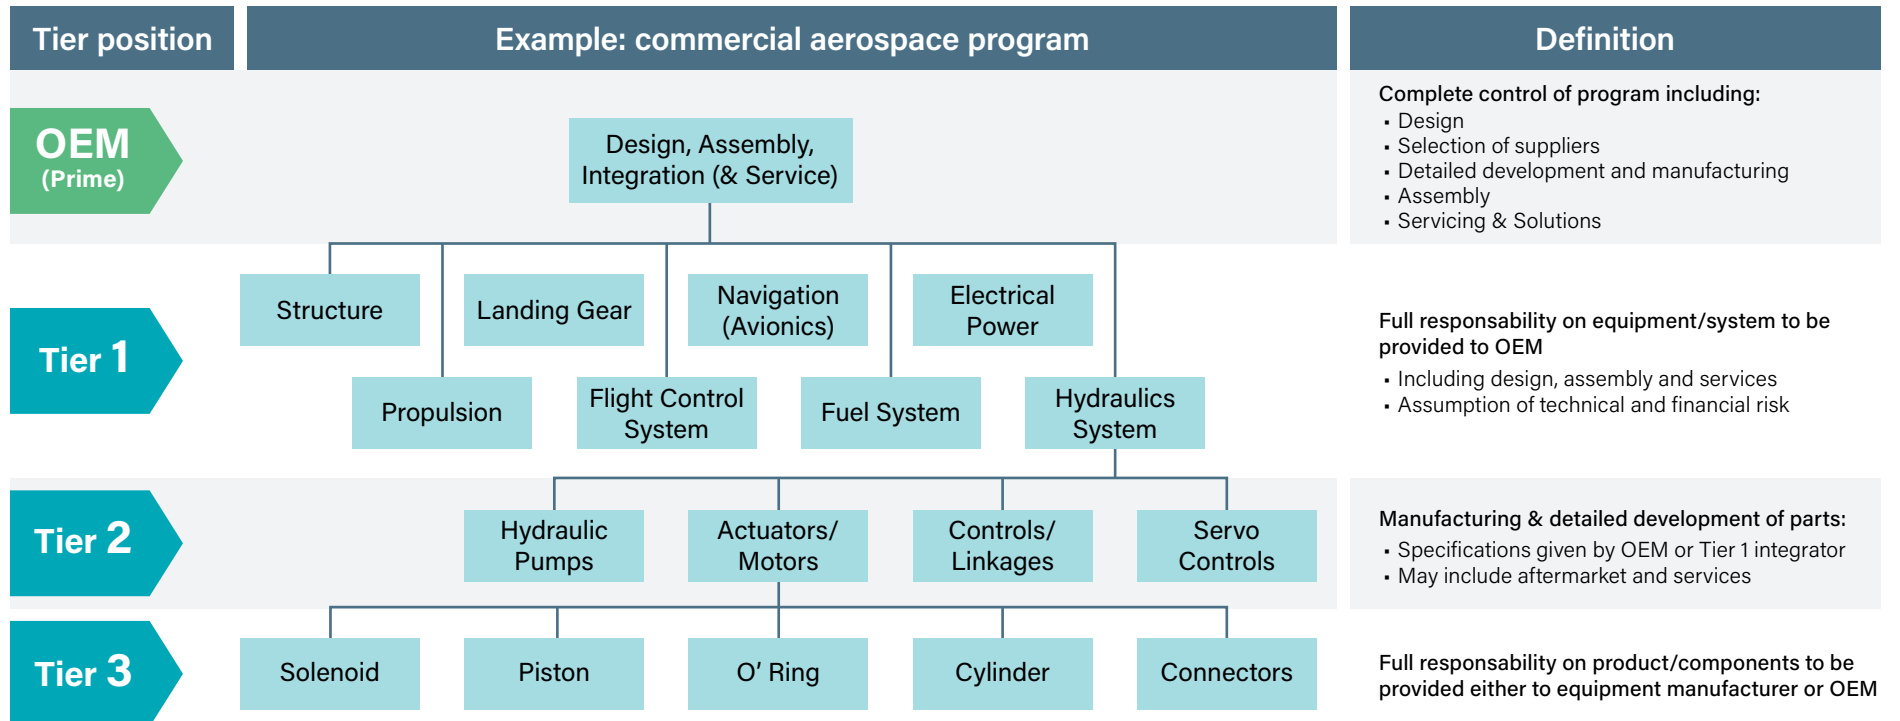 Tier position
Example: commercial aerospace program
Definition
OEM
(Prime)
Design, Assembly,
Integration (& Service)
Complete control of program including:
▪ Design
▪ Selection of suppliers
▪ Detailed development and manufacturing
▪ Assembly
▪ Servicing & Solutions
Tier 1
Structure
Landing Gear
Navigation
(Avionics)
Electrical
Power
Propulsion
Flight Control
System
Fuel System
Hydraulics
System
Full responsability on equipment/system to be
provided to OEM
▪ Including design, assembly and services
▪ Assumption of technical and financial risk
Tier 2
Hydraulic
Pumps
Actuators/
Motors
Controls/
Linkages
Servo
Controls
Manufacturing & detailed development of parts:
▪ Specifications given by OEM or Tier 1 integrator
▪ May include aftermarket and services
Tier 3
Solenoid
Piston
O' Ring
Cylinder
Connectors
Full responsability on product/components to be
provided either to equipment manufacturer or OEM